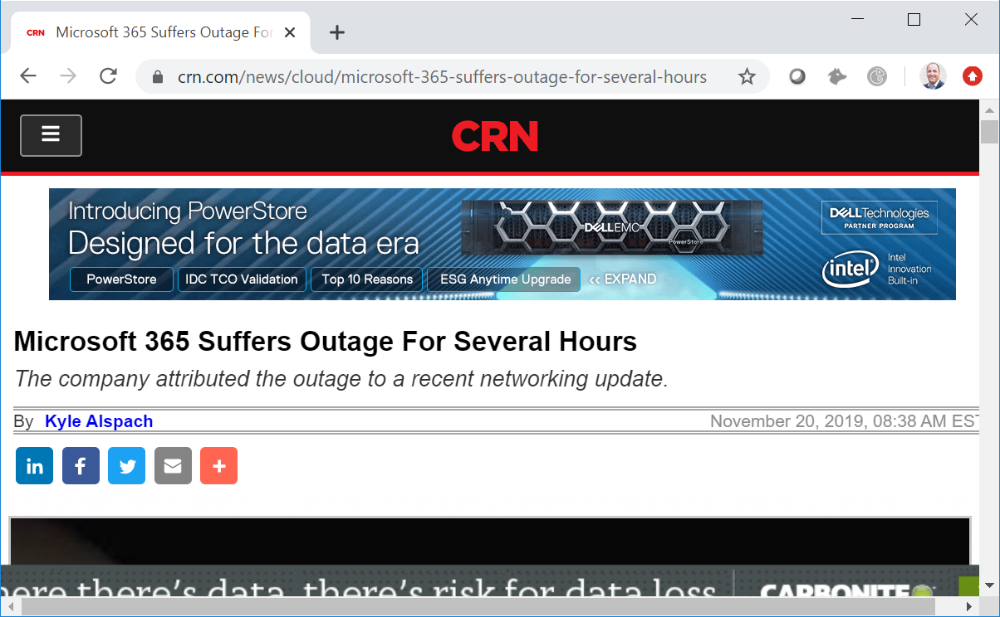 CRN Microsoft 365 Suffers Outage For
crn.com/news/cloud/microsoft-365-suffers-outage-for-several-hours
CRN
Introducing PowerStore
Designed for the data era
PowerStore IDC TCO Validation Top 10 Reasons ESG Anytime Upgrade << EXPAND
DELLEMC
PowerStore
DELLTechnologies
PARTNER PROGRAM
intel
Intel
Innovation
Built-in
Microsoft 365 Suffers Outage For Several Hours
The company attributed the outage to a recent networking update.
By Kyle Alspach November 20, 2019, 08:38 AM EST
in f
ere there's data, there's risk for data loss CARBONITE